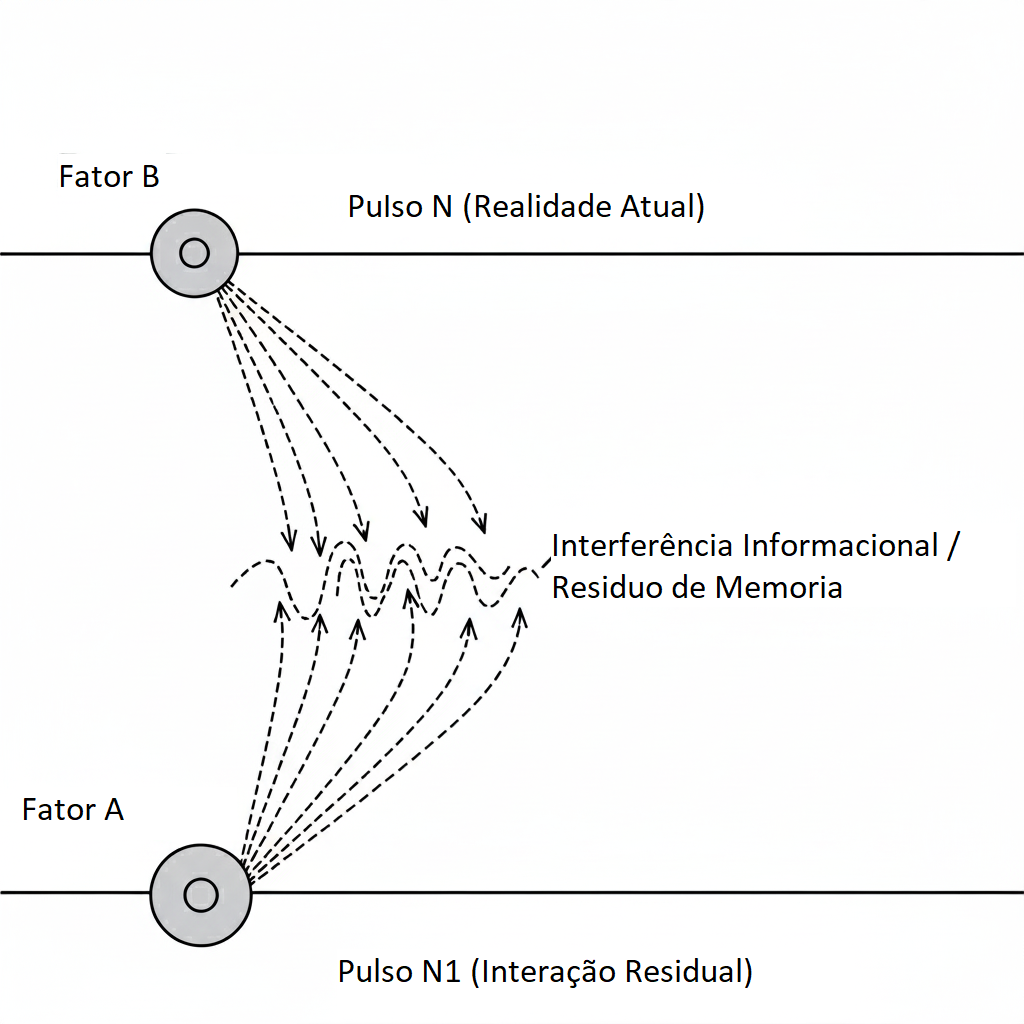 Fator B
Pulso N (Realidade Atual)
Interferência Informacional /
Residuo de Memoria
Fator A
Pulso N1 (Interação Residual)